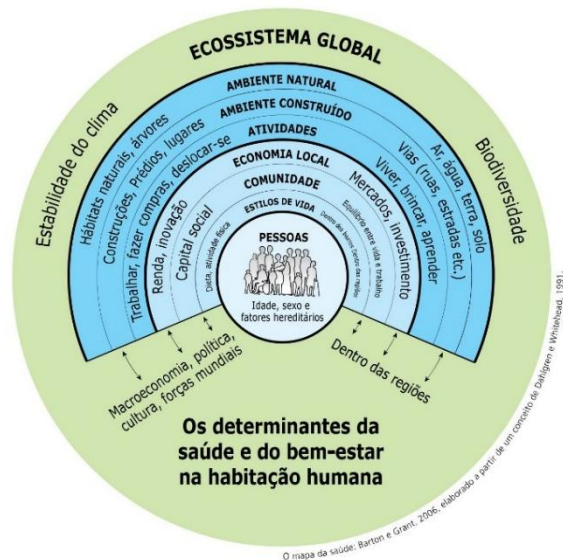 ECOSSISTEMA GLOBAL
Estabilidade do clima
Biodiversidade
AMBIENTE NATURAL
Hábitats naturais, árvores
Ar, água, terra, solo
AMBIENTE CONSTRUÍDO
Construções, Prédios, lugares
Vias (ruas, estradas etc.)
ATIVIDADES
Trabalhar, fazer compras, deslocar-se
Viver, brincar, aprender
ECONOMIA LOCAL
Renda, inovação
Mercados, investimento
COMUNIDADE
Capital social
Equilíbrio entre vida e trabalho
ESTILOS DE VIDA
Dieta, atividade física
Dentro dos bairros Dentro das regiões
PESSOAS
Idade, sexo e
fatores hereditários
Macroeconomia, política,
cultura, forças mundiais
Dentro das regiões
Os determinantes da
saúde e do bem-estar
na habitação humana
O mapa da saúde: Barton e Grant, 2006, elaborado a partir de um conceito de Dahlgren e Whitehead, 1991.